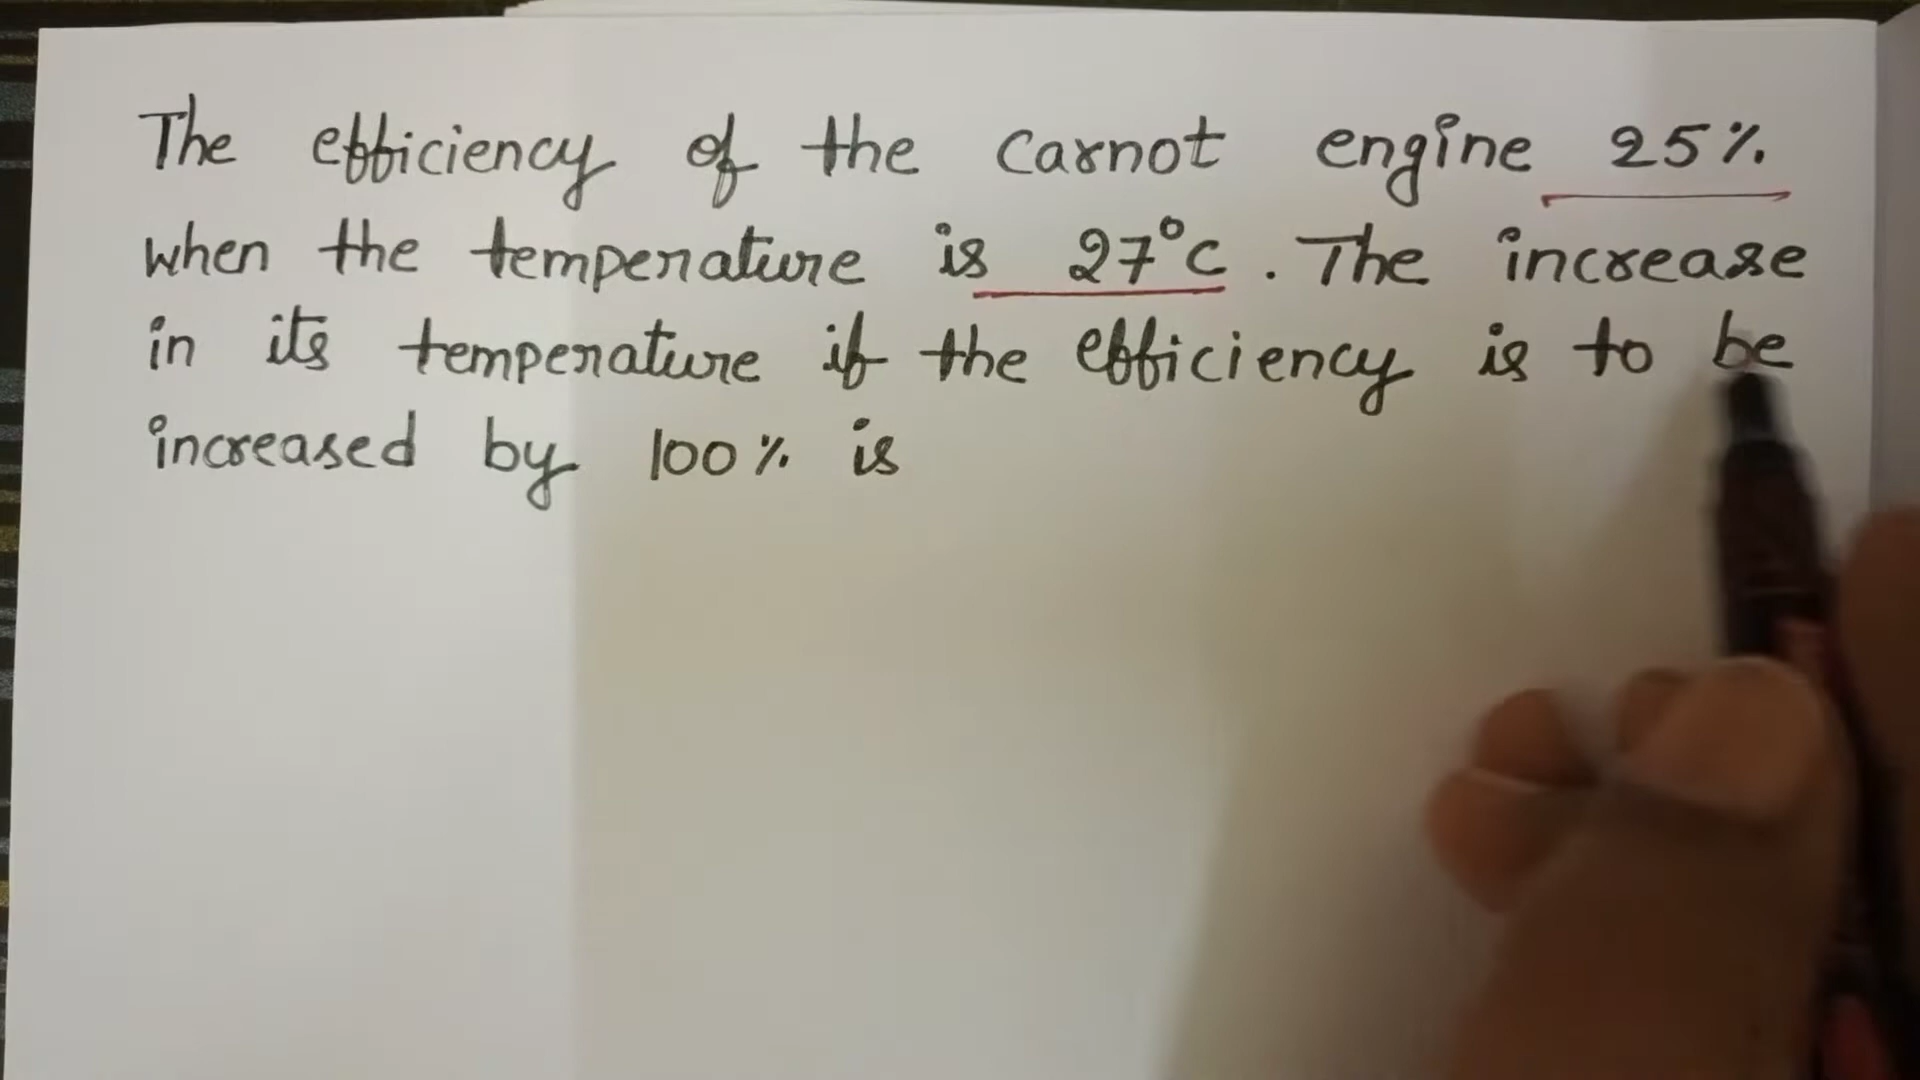 The efficiency of the Carnot engine 25%
when the temperature is 27°C. The increase
in its temperature if the efficiency is to be
increased by 100% is